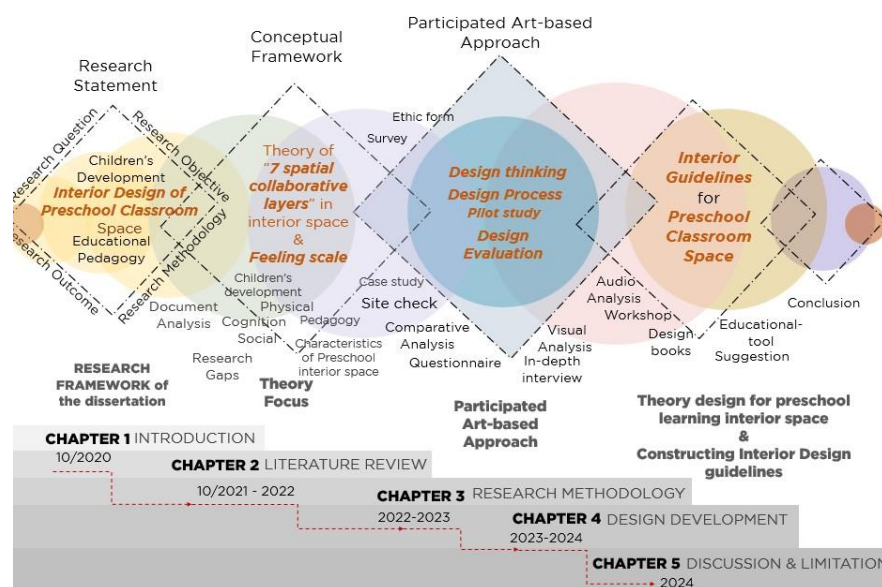 Participated Art-based
Approach
Conceptual
Framework
Research
Statement
Research Question
Research Objective
Research Outcome
Research Methodology
Children's
Development
Interior Design of
Preschool Classroom
Space
Educational
Pedagogy
Theory of
"7 spatial
collaborative
layers" in
interior space
&
Feeling scale
Ethic form
Survey
Design thinking
Design Process
Pilot study
Design
Evaluation
Interior
Guidelines
for
Preschool
Classroom
Space
Document
Analysis
Children's
development
Physical
Cognition
Social
Pedagogy
Research
Gaps
Characteristics
of Preschool
interior space
Case study
Site check
Comparative
Analysis
Questionnaire
Visual
Analysis
In-depth
interview
Audio
Analysis
Workshop
Design
books
Educational-
tool
Suggestion
Conclusion
RESEARCH
FRAMEWORK of
the dissertation
Theory
Focus
Participated
Art-based
Approach
Theory design for preschool
learning interior space
&
Constructing Interior Design
guidelines
CHAPTER 1 INTRODUCTION
10/2020
CHAPTER 2 LITERATURE REVIEW
10/2021 - 2022
CHAPTER 3 RESEARCH METHODOLOGY
2022-2023
CHAPTER 4 DESIGN DEVELOPMENT
2023-2024
CHAPTER 5 DISCUSSION & LIMITATION
2024